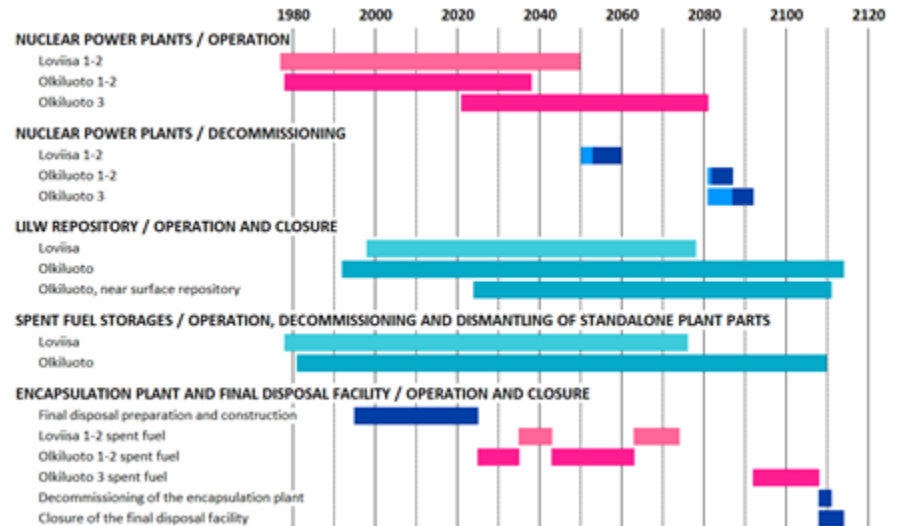 1980 2000 2020 2040 2060 2080 2100 2120
NUCLEAR POWER PLANTS / OPERATION
Loviisa 1-2
Olkiluoto 1-2
Olkiluoto 3
NUCLEAR POWER PLANTS / DECOMMISSIONING
Loviisa 1-2
Olkiluoto 1-2
Olkiluoto 3
LILW REPOSITORY / OPERATION AND CLOSURE
Loviisa
Olkiluoto
Olkiluoto, near surface repository
SPENT FUEL STORAGES / OPERATION, DECOMMISSIONING AND DISMANTLING OF STANDALONE PLANT PARTS
Loviisa
Olkiluoto
ENCAPSULATION PLANT AND FINAL DISPOSAL FACILITY / OPERATION AND CLOSURE
Final disposal preparation and construction
Loviisa 1-2 spent fuel
Olkiluoto 1-2 spent fuel
Olkiluoto 3 spent fuel
Decommissioning of the encapsulation plant
Closure of the final disposal facility